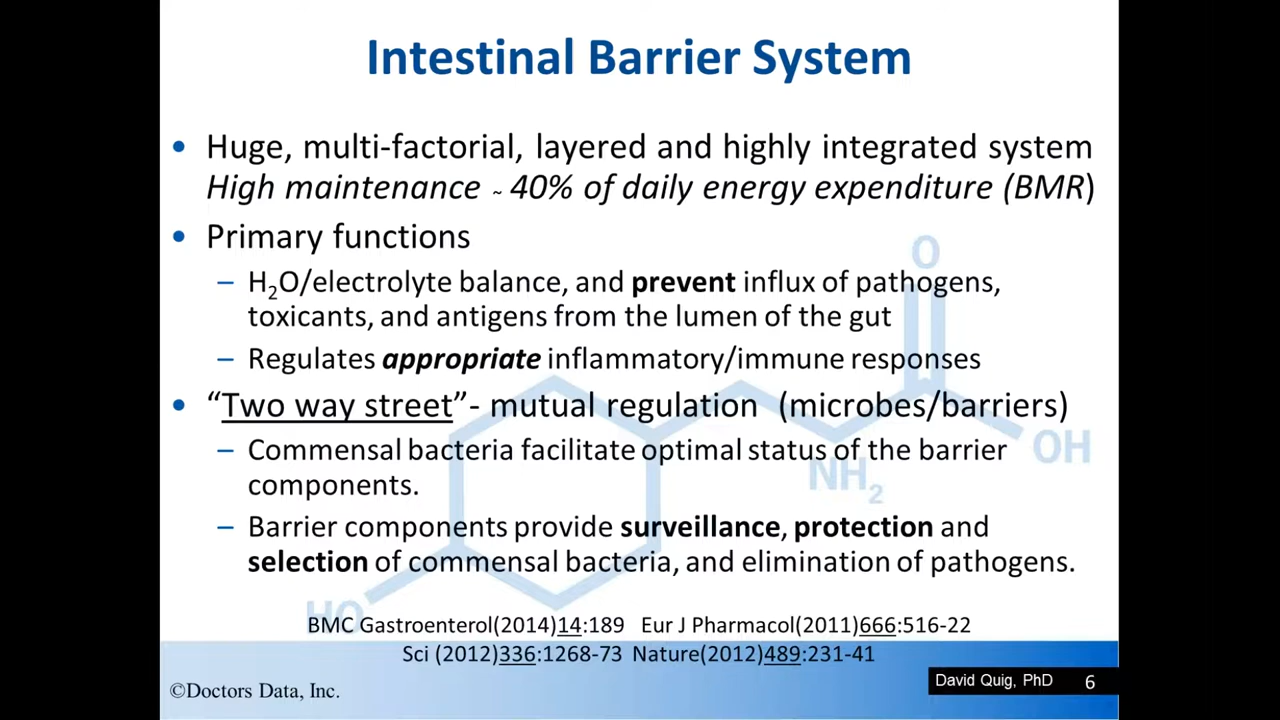 Intestinal Barrier System
• Huge, multi-factorial, layered and highly integrated system
High maintenance ~ 40% of daily energy expenditure (BMR)
• Primary functions
– H₂O/electrolyte balance, and prevent influx of pathogens,
toxicants, and antigens from the lumen of the gut
– Regulates appropriate inflammatory/immune responses
• “Two way street”- mutual regulation (microbes/barriers)
– Commensal bacteria facilitate optimal status of the barrier
components.
– Barrier components provide surveillance, protection and
selection of commensal bacteria, and elimination of pathogens.
O
OH
NH₂
HO
BMC Gastroenterol(2014)14:189 Eur J Pharmacol(2011)666:516-22
Sci (2012)336:1268-73 Nature(2012)489:231-41
©Doctors Data, Inc.
David Quig, PhD 6